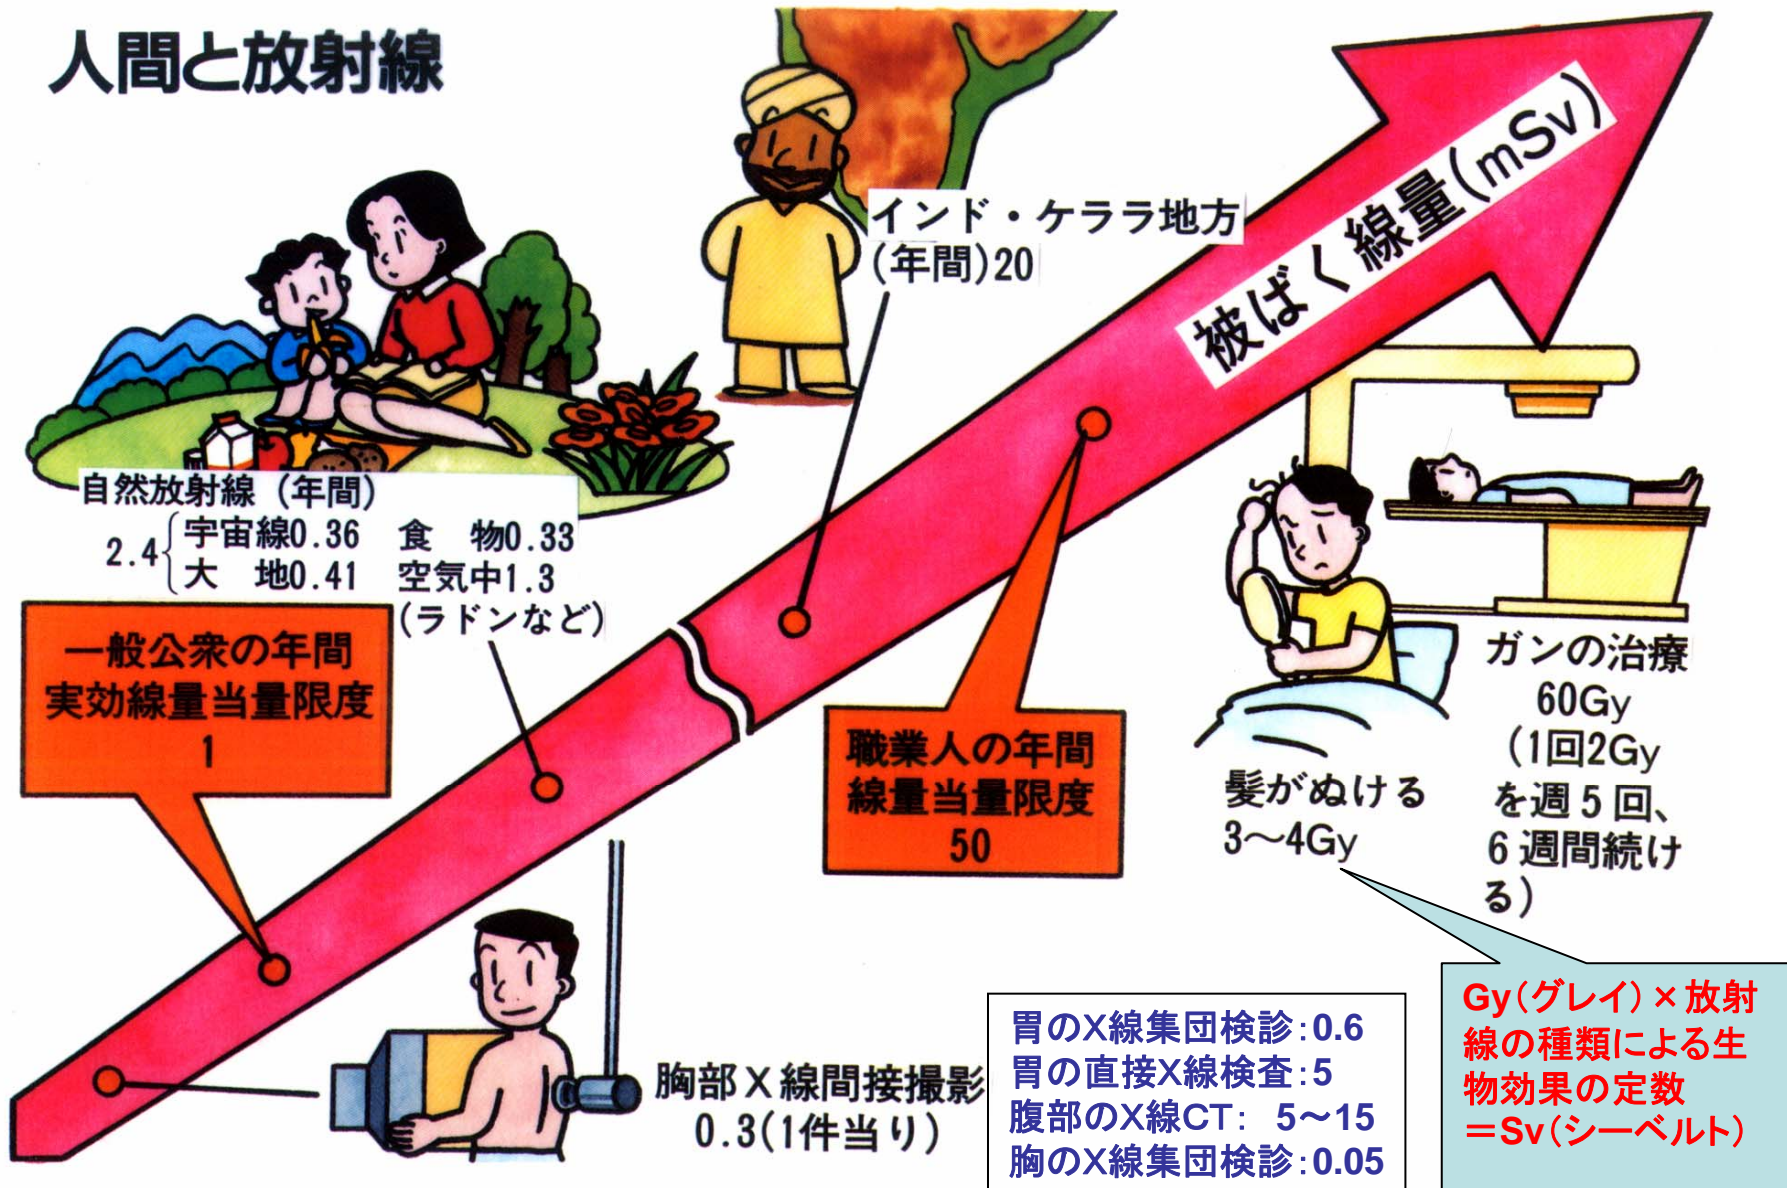 人間と放射線
インド・ケララ地方
(年間)20
被ばく線量(mSv)
自然放射線 (年間)
2.4{宇宙線0.36 食 物0.33
大 地0.41 空気中1.3
(ラドンなど)
一般公衆の年間
実効線量当量限度
1
職業人の年間
線量当量限度
50
髪がぬける
3〜4Gy
ガンの治療
60Gy
(1回2Gy
を週5回、
6週間続け
る)
胸部X線間接撮影
0.3(1件当り)
胃のX線集団検診:0.6
胃の直接X線検査:5
腹部のX線CT: 5〜15
胸のX線集団検診:0.05
Gy(グレイ)×放射
線の種類による生
物効果の定数
=Sv(シーベルト)